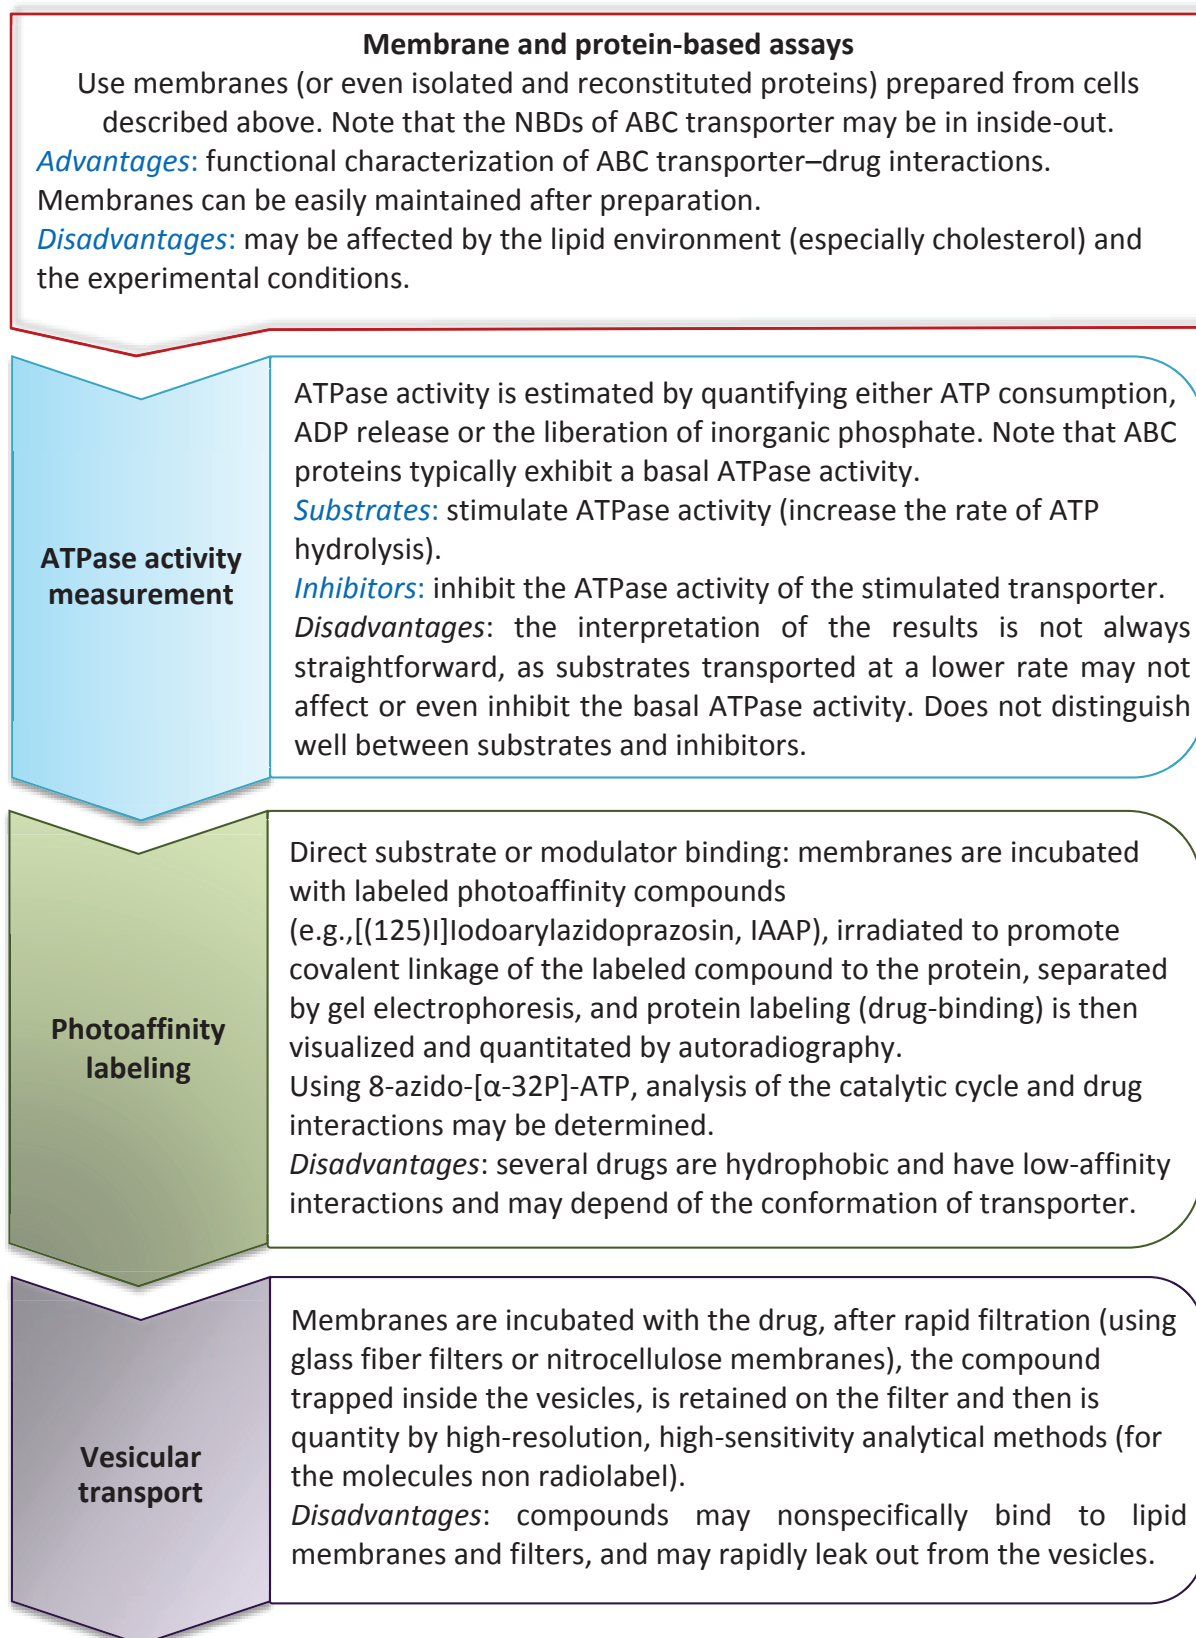 Membrane and protein-based assays
Use membranes (or even isolated and reconstituted proteins) prepared from cells
described above. Note that the NBDs of ABC transporter may be in inside-out.
Advantages: functional characterization of ABC transporter–drug interactions.
Membranes can be easily maintained after preparation.
Disadvantages: may be affected by the lipid environment (especially cholesterol) and
the experimental conditions.
ATPase activity
measurement
ATPase activity is estimated by quantifying either ATP consumption,
ADP release or the liberation of inorganic phosphate. Note that ABC
proteins typically exhibit a basal ATPase activity.
Substrates: stimulate ATPase activity (increase the rate of ATP
hydrolysis).
Inhibitors: inhibit the ATPase activity of the stimulated transporter.
Disadvantages: the interpretation of the results is not always
straightforward, as substrates transported at a lower rate may not
affect or even inhibit the basal ATPase activity. Does not distinguish
well between substrates and inhibitors.
Photoaffinity
labeling
Direct substrate or modulator binding: membranes are incubated
with labeled photoaffinity compounds
(e.g.,[(125)I]Iodoarylazidoprazosin, IAAP), irradiated to promote
covalent linkage of the labeled compound to the protein, separated
by gel electrophoresis, and protein labeling (drug-binding) is then
visualized and quantitated by autoradiography.
Using 8-azido-[α-32P]-ATP, analysis of the catalytic cycle and drug
interactions may be determined.
Disadvantages: several drugs are hydrophobic and have low-affinity
interactions and may depend of the conformation of transporter.
Vesicular
transport
Membranes are incubated with the drug, after rapid filtration (using
glass fiber filters or nitrocellulose membranes), the compound
trapped inside the vesicles, is retained on the filter and then is
quantity by high-resolution, high-sensitivity analytical methods (for
the molecules non radiolabel).
Disadvantages: compounds may nonspecifically bind to lipid
membranes and filters, and may rapidly leak out from the vesicles.